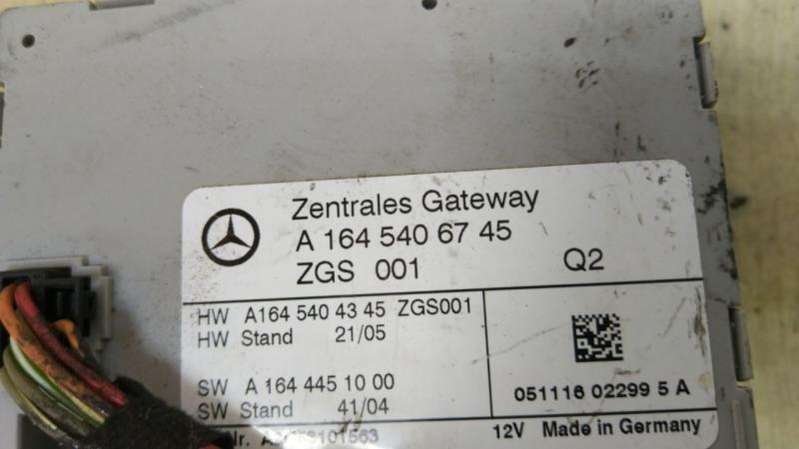 Zentrales Gateway
A 164 540 67 45
ZGS 001 Q2
HW A164 540 43 45 ZGS001
HW Stand 21/05
SW A 164 445 10 00
SW Stand 41/04
051116 02299 5 A
12V Made in Germany